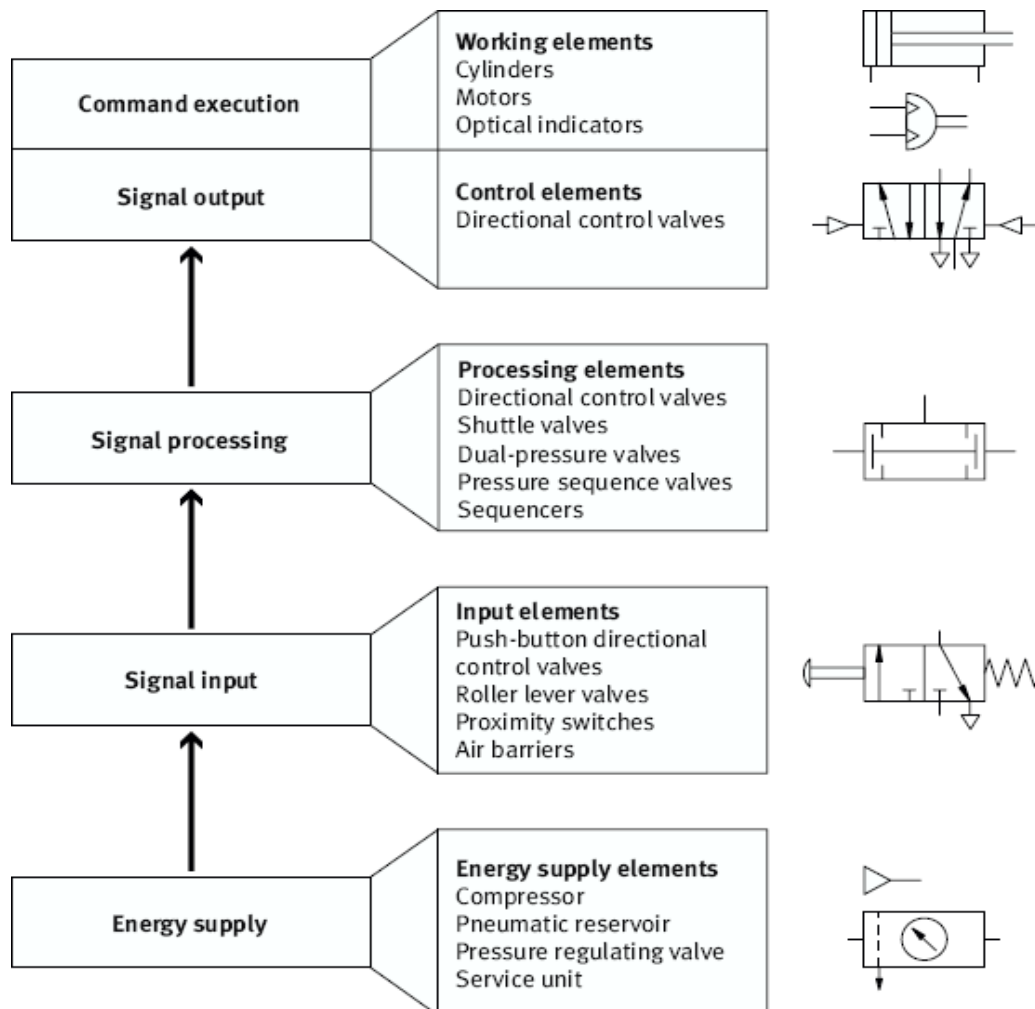 Command execution
Working elements
Cylinders
Motors
Optical indicators
Signal output
Control elements
Directional control valves
Signal processing
Processing elements
Directional control valves
Shuttle valves
Dual-pressure valves
Pressure sequence valves
Sequencers
Signal input
Input elements
Push-button directional
control valves
Roller lever valves
Proximity switches
Air barriers
Energy supply
Energy supply elements
Compressor
Pneumatic reservoir
Pressure regulating valve
Service unit